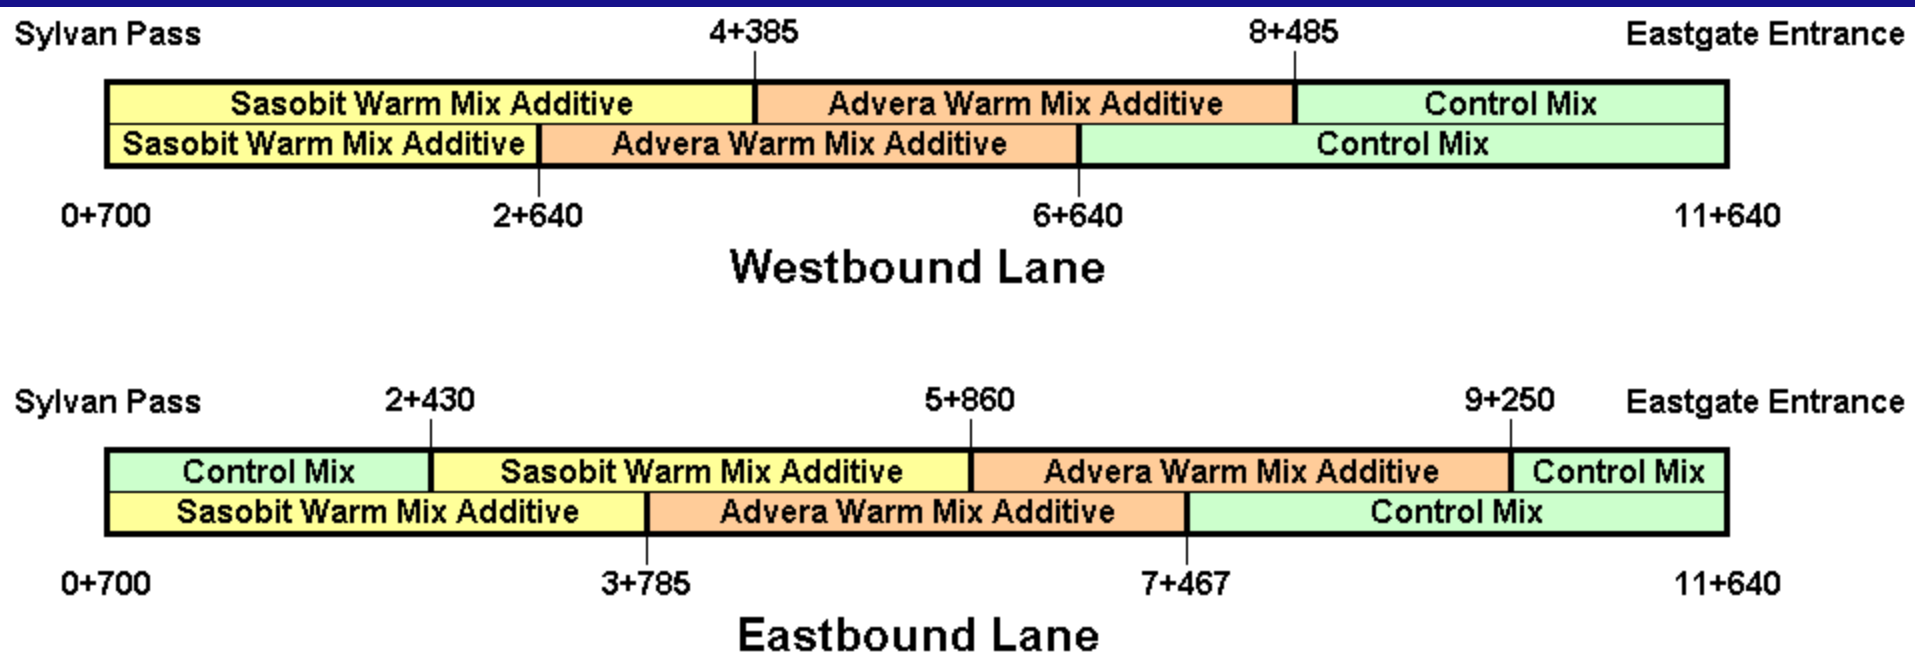 Sylvan Pass 4+385 8+485 Eastgate Entrance
Sasobit Warm Mix Additive Advera Warm Mix Additive Control Mix
Sasobit Warm Mix Additive Advera Warm Mix Additive Control Mix
0+700 2+640 6+640 11+640
Westbound Lane
Sylvan Pass 2+430 5+860 9+250 Eastgate Entrance
Control Mix Sasobit Warm Mix Additive Advera Warm Mix Additive Control Mix
Sasobit Warm Mix Additive Advera Warm Mix Additive Control Mix
0+700 3+785 7+467 11+640
Eastbound Lane